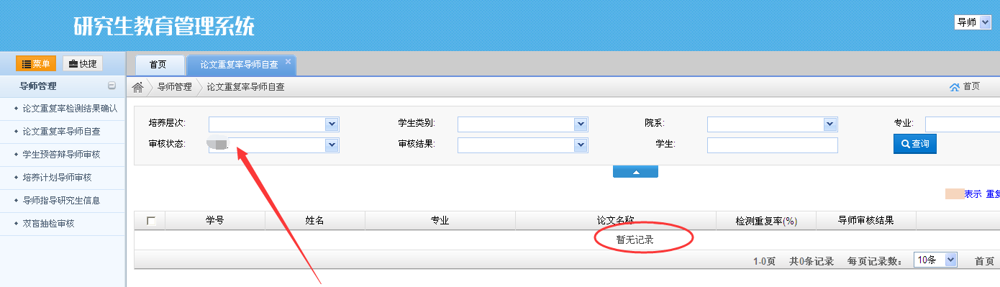 研究生教育管理系统
导师
菜单 快捷
首页 论文重复率导师自查
导师管理
导师管理 论文重复率导师自查 首页
论文重复率检测结果确认
论文重复率导师自查
学生预答辩导师审核
培养计划导师审核
导师指导研究生信息
双盲抽检审核
培养层次: 学生类别: 院系: 专业:
审核状态: 审核结果: 学生: 查询
表示 重复
学号 姓名 专业 论文名称 检测重复率(%) 导师审核结果
暂无记录
1-0页 共0条记录 每页记录数: 10条 首页